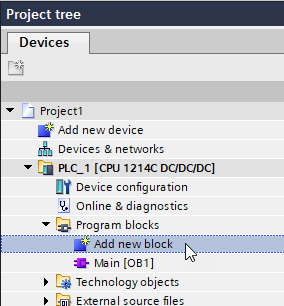 Project tree
Devices
Project1
Add new device
Devices & networks
PLC_1 [CPU 1214C DC/DC/DC]
Device configuration
Online & diagnostics
Program blocks
Add new block
Main [OB1]
Technology objects
External source files